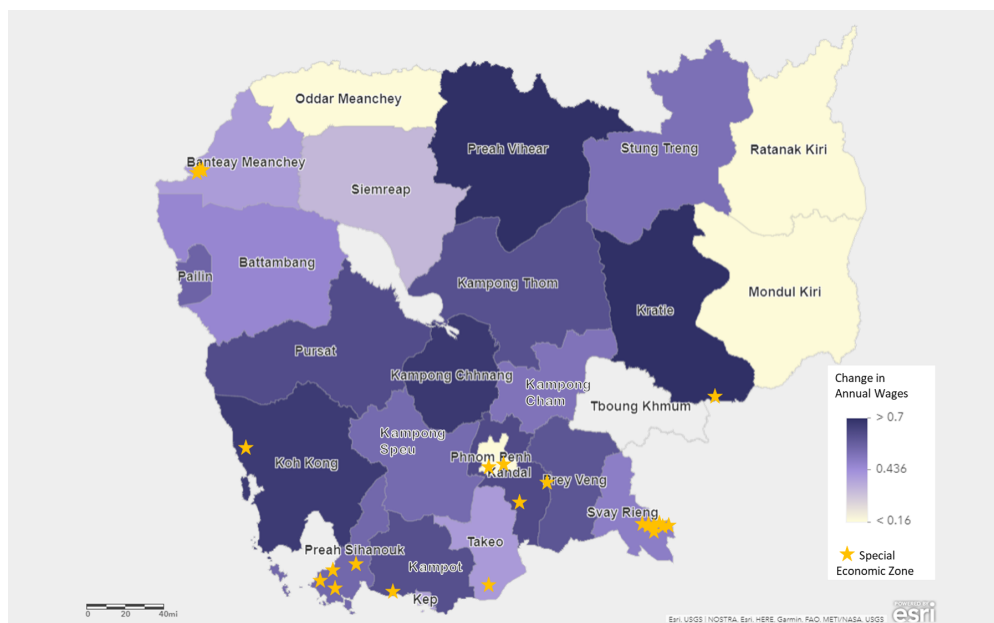 Oddar Meanchey
Preah Vihear
Stung Treng
Ratanak Kiri
Banteay Meanchey
Siemreap
Battambang
Pailin
Kampong Thom
Kratie
Mondul Kiri
Pursat
Kampong Chhnang
Kampong
Cham
Tboung Khmum
Kampong
Speu
Phnom Penh
Kandal
Koh Kong
Prey Veng
Svay Rieng
Takeo
Preah Sihanouk
Kampot
Kep
Change in
Annual Wages
> 0.7
0.436
< 0.16
Special
Economic Zone
0 20 40mi
Esri, USGS | NOSTRA, Esri, HERE, Garmin, FAO, METI/NASA, USGS
POWERED BY
esri